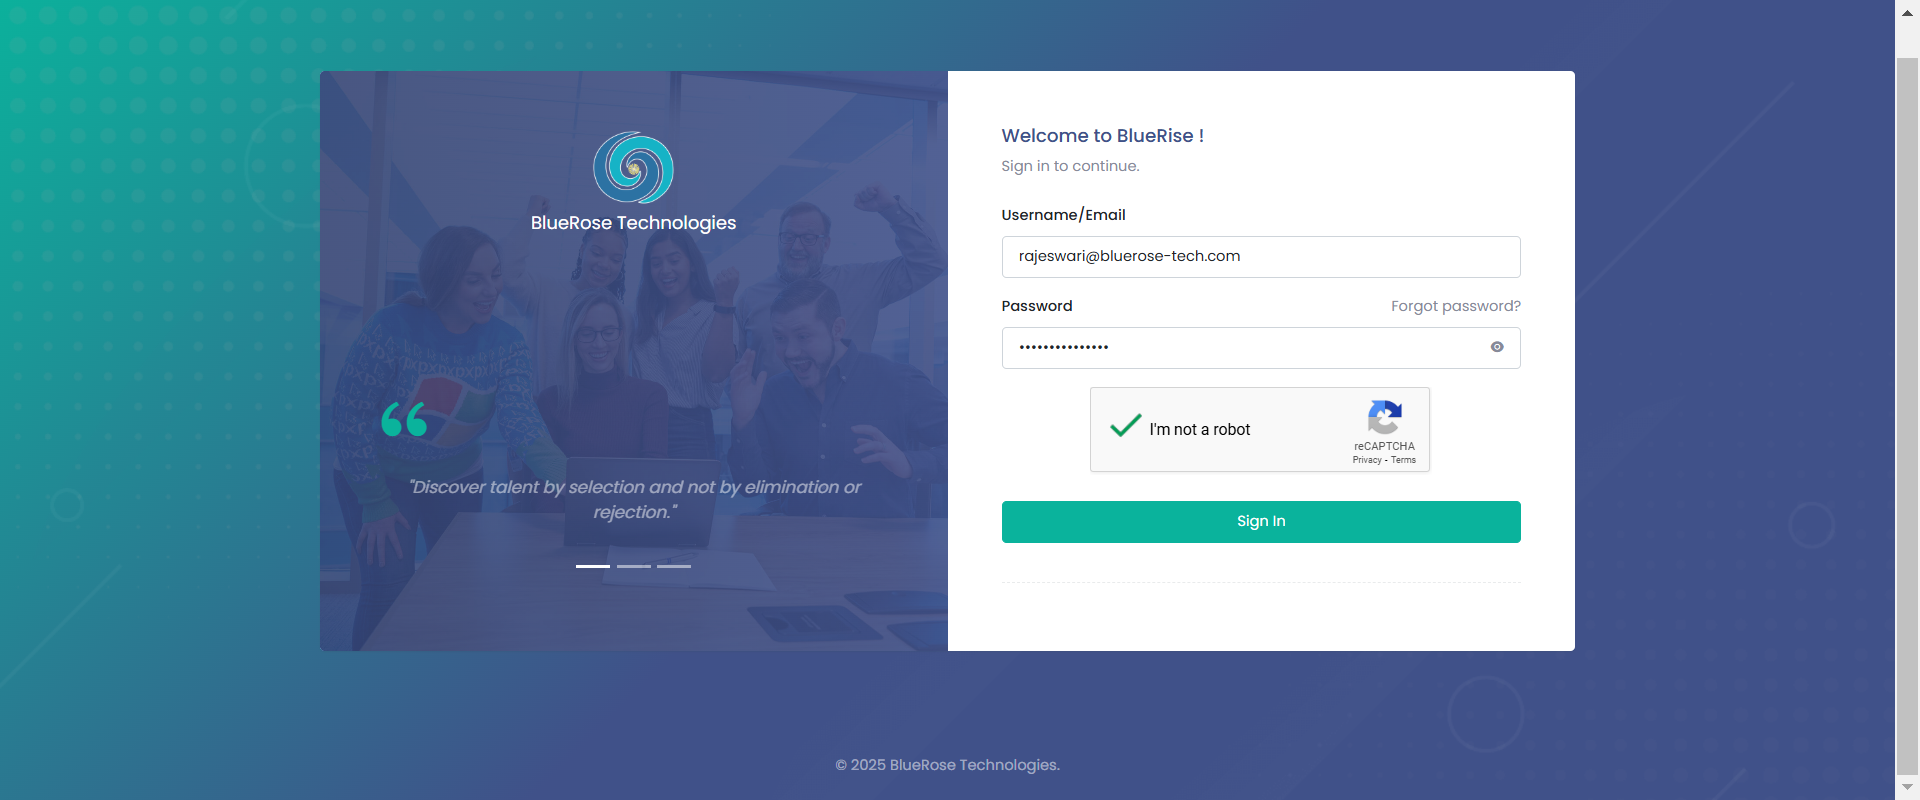 BlueRose Technologies
"Discover talent by selection and not by elimination or
rejection."
Welcome to BlueRise !
Sign in to continue.
Username/Email
rajeswari@bluerose-tech.com
Password
Forgot password?
•••••••••••••••
I'm not a robot
reCAPTCHA
Privacy - Terms
Sign In
© 2025 BlueRose Technologies.